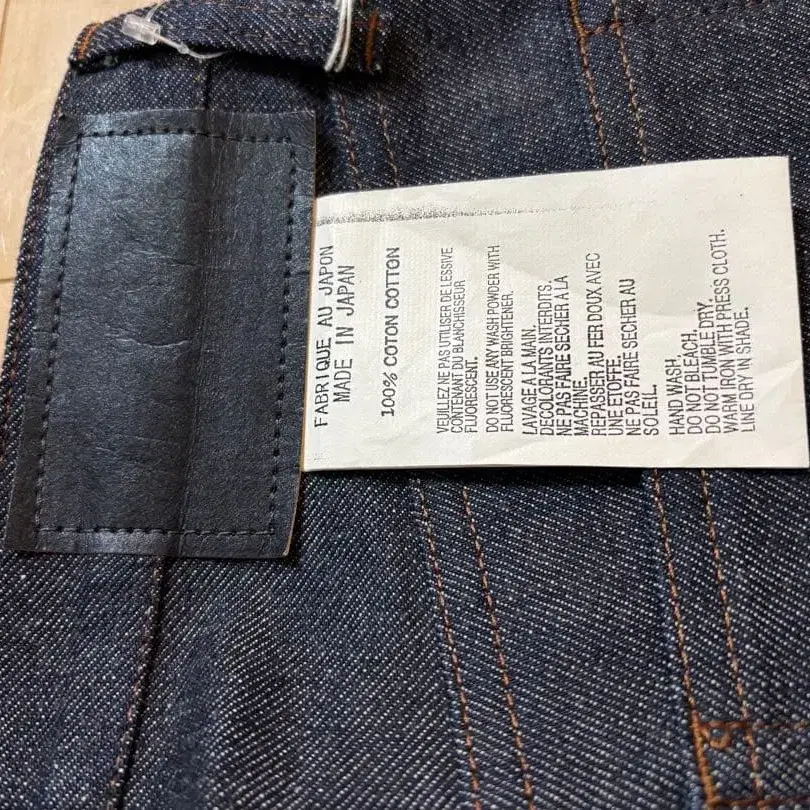 FABRIQUE AU JAPON
MADE IN JAPAN
100% COTON COTTON
VEUILLEZ NE PAS UTILISER DE LESSIVE
CONTENANT DU BLANCHISSEUR
FLUORESCENT.
DO NOT USE ANY WASH POWDER WITH
FLUORESCENT BRIGHTENER.
LAVAGE A LA MAIN.
DECOLORANTS INTERDITS.
NE PAS FAIRE SECHER A LA
MACHINE.
REPASSER AU FER DOUX AVEC
UNE ETOFFE.
NE PAS FAIRE SECHER AU
SOLEIL.
HAND WASH.
DO NOT BLEACH.
DO NOT TUMBLE DRY.
WARM IRON WITH PRESS CLOTH.
LINE DRY IN SHADE.